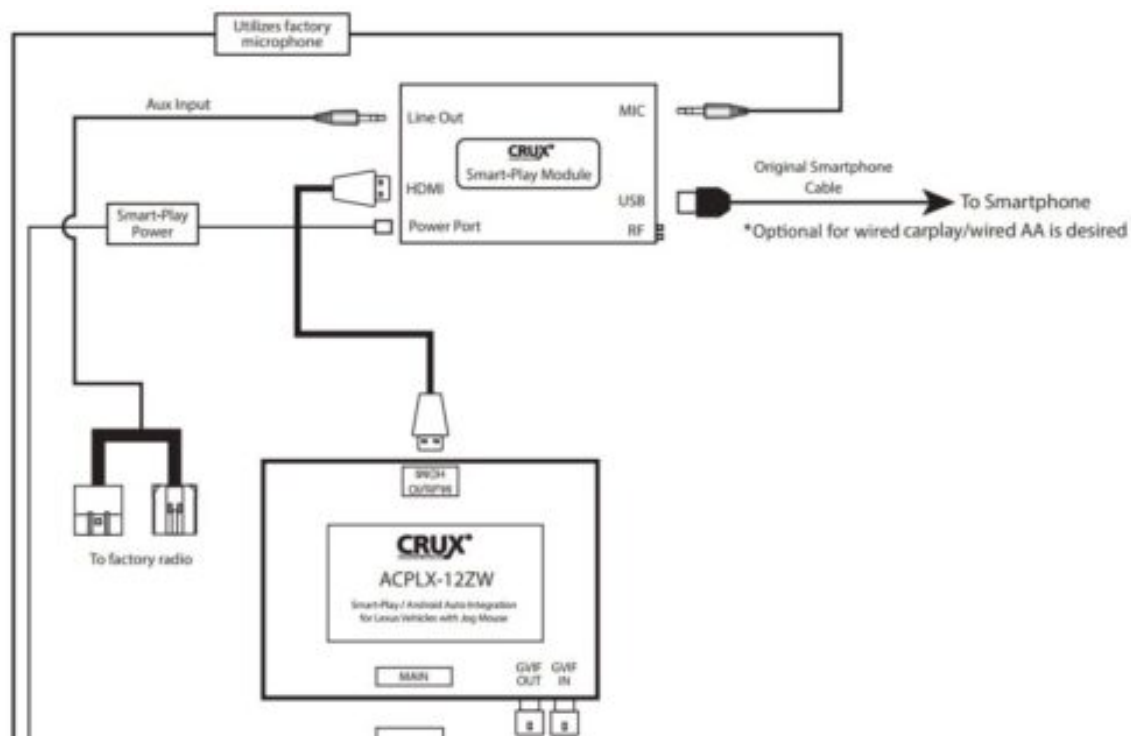 Utilizes factory
microphone
Aux Input
Line Out
MIC
CRUX
Smart-Play Module
HDMI
USB
Power Port
RF
Original Smartphone
Cable
To Smartphone
*Optional for wired carplay/wired AA is desired
Smart-Play
Power
To factory radio
CRUX
ACPLX-12ZW
Smart-Play / Android Auto Integration
for Lexus Vehicles with Jog Mouse
MAIN
GVIF GVIF
OUT IN